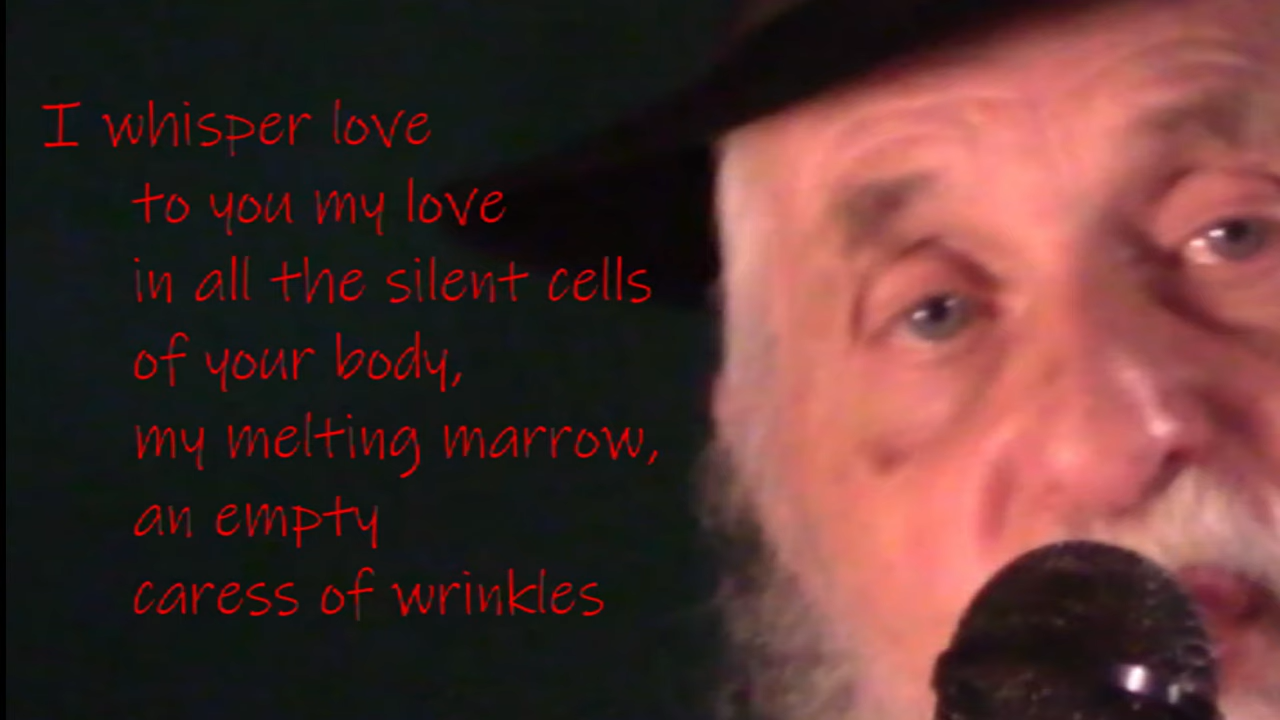 I whisper love
to you my love
in all the silent cells
of your body,
my melting marrow,
an empty
caress of wrinkles